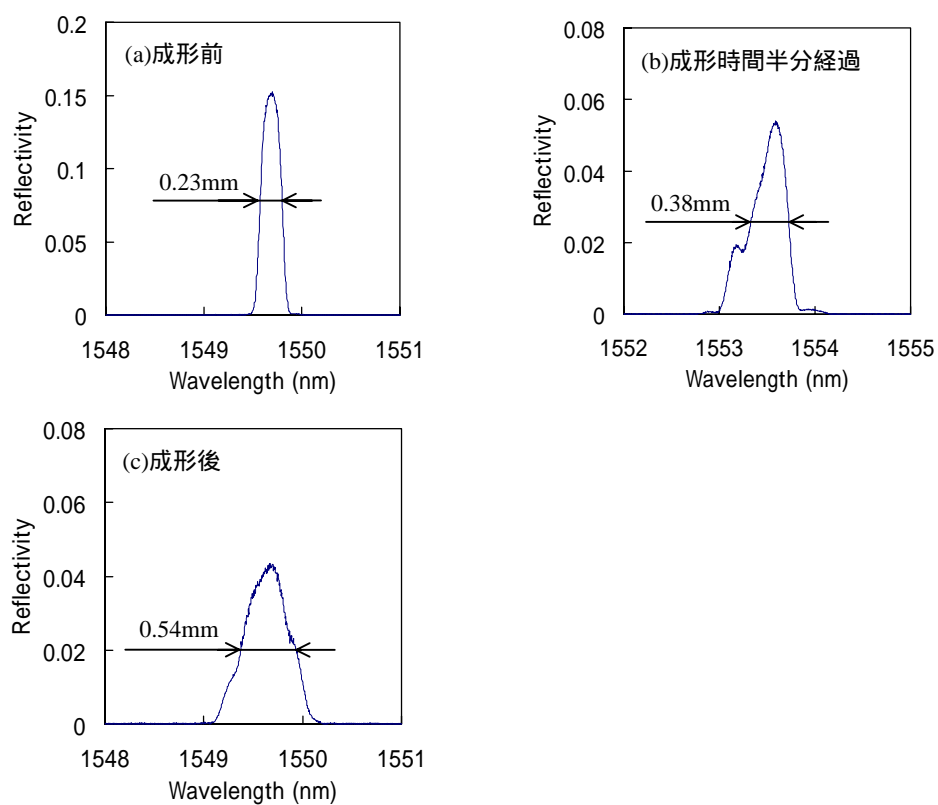 0.2
(a)成形前
0.15
0.1
0.23mm
0.05
0
1548 1549 1550 1551
Wavelength (nm)
Reflectivity
0.08
(b)成形時間半分経過
0.06
0.04
0.38mm
0.02
0
1552 1553 1554 1555
Wavelength (nm)
Reflectivity
0.08
(c)成形後
0.06
0.04
0.54mm
0.02
0
1548 1549 1550 1551
Wavelength (nm)
Reflectivity